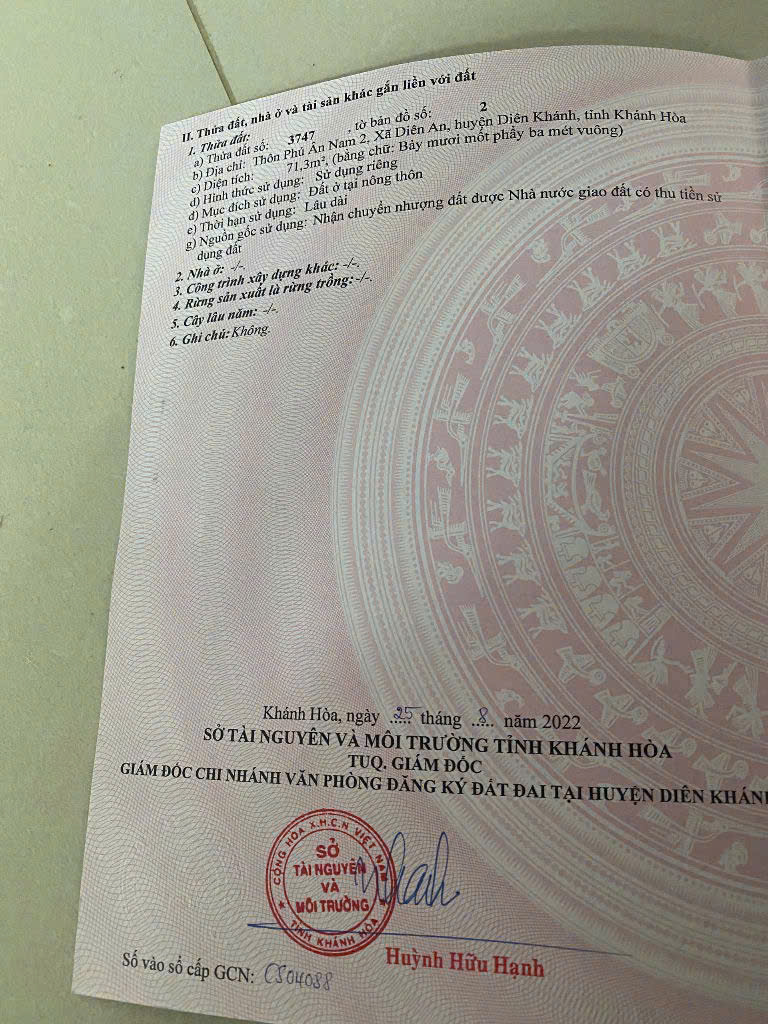 II. Thửa đất, nhà ở và tài sản khác gắn liền với đất
1. Thửa đất:
a) Thửa đất số: 3747 , tờ bản đồ số: 2
b) Địa chỉ: Thôn Phú Ân Nam 2, Xã Diên An, huyện Diên Khánh, tỉnh Khánh Hòa
c) Diện tích: 71,3m², (bằng chữ: Bảy mươi mốt phẩy ba mét vuông)
d) Hình thức sử dụng: Sử dụng riêng
đ) Mục đích sử dụng: Đất ở tại nông thôn
e) Thời hạn sử dụng: Lâu dài
g) Nguồn gốc sử dụng: Nhận chuyển nhượng đất được Nhà nước giao đất có thu tiền sử
dụng đất
2. Nhà ở: -/-.
3. Công trình xây dựng khác: -/-.
4. Rừng sản xuất là rừng trồng: -/-.
5. Cây lâu năm: -/-.
6. Ghi chú: Không.
Khánh Hòa, ngày 25 tháng 8 năm 2022
SỞ TÀI NGUYÊN VÀ MÔI TRƯỜNG TỈNH KHÁNH HÒA
TUQ. GIÁM ĐỐC
GIÁM ĐỐC CHI NHÁNH VĂN PHÒNG ĐĂNG KÝ ĐẤT ĐAI TẠI HUYỆN DIÊN KHÁNH
CỘNG HÒA X.H.C.N VIỆT NAM
SỞ
TÀI NGUYÊN
VÀ
MÔI TRƯỜNG
TỈNH KHÁNH HÒA
Huỳnh Hữu Hạnh
Số vào sổ cấp GCN: CS04088